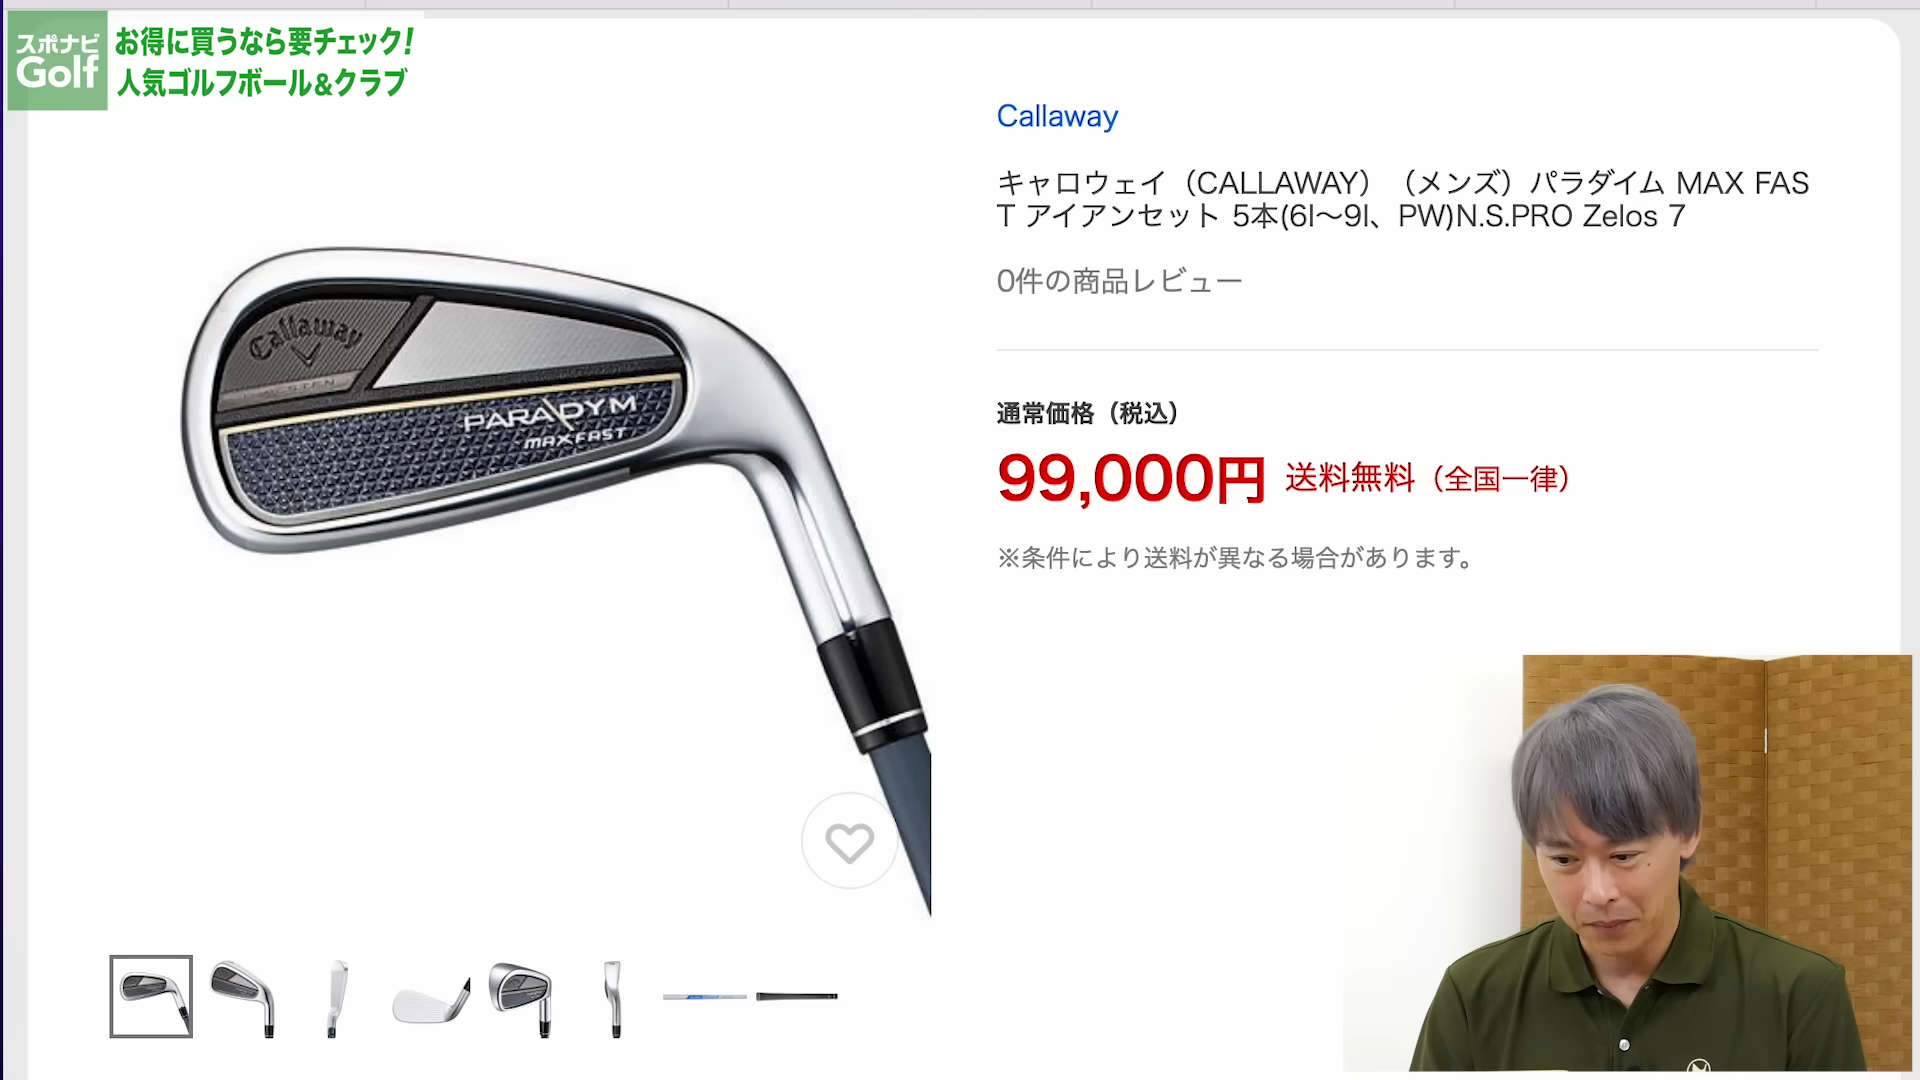 スポナビ
Golf
お得に買うなら要チェック!
人気ゴルフボール&クラブ
Callaway
キャロウェイ（CALLAWAY）（メンズ）パラダイム MAX FAS
T アイアンセット 5本(6I〜9I、PW)N.S.PRO Zelos 7
0件の商品レビュー
通常価格（税込）
99,000円 送料無料（全国一律）
※条件により送料が異なる場合があります。
Callaway
PARADYM
MAX FAST